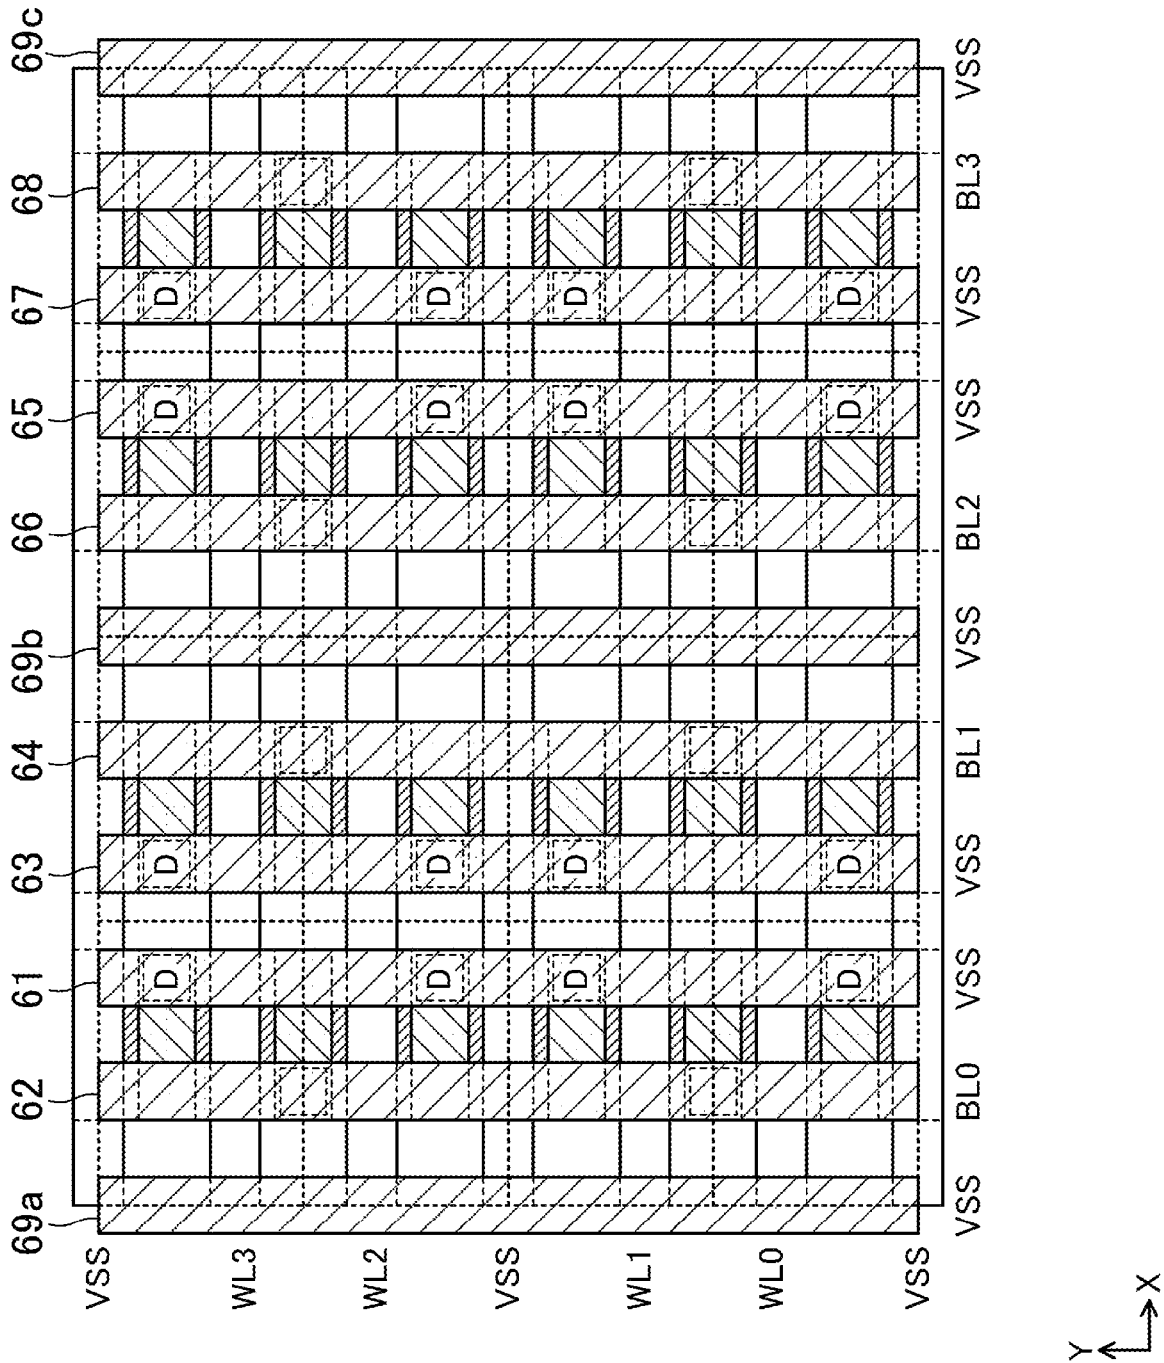 69a 62 61 63 64 69b 66 65 67 68 69c
VSS
D D D D
WL3
WL2
D D D D
VSS
D D D D
WL1
WL0
D D D D
VSS
VSS BL0 VSS VSS BL1 VSS BL2 VSS VSS BL3 VSS
Y
X